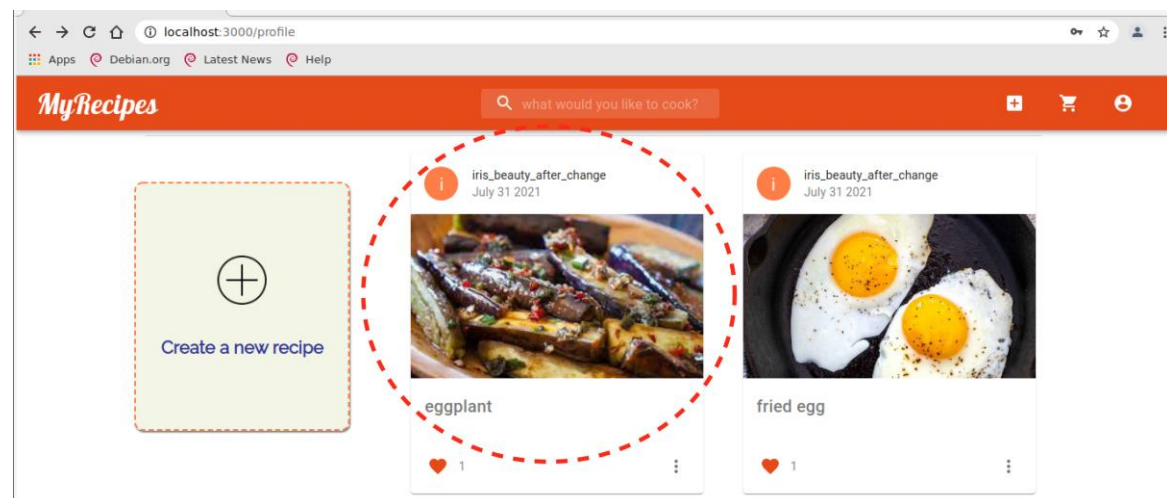 localhost:3000/profile
Apps Debian.org Latest News Help
MyRecipes
what would you like to cook?
Create a new recipe
i
iris_beauty_after_change
July 31 2021
eggplant
1
i
iris_beauty_after_change
July 31 2021
fried egg
1